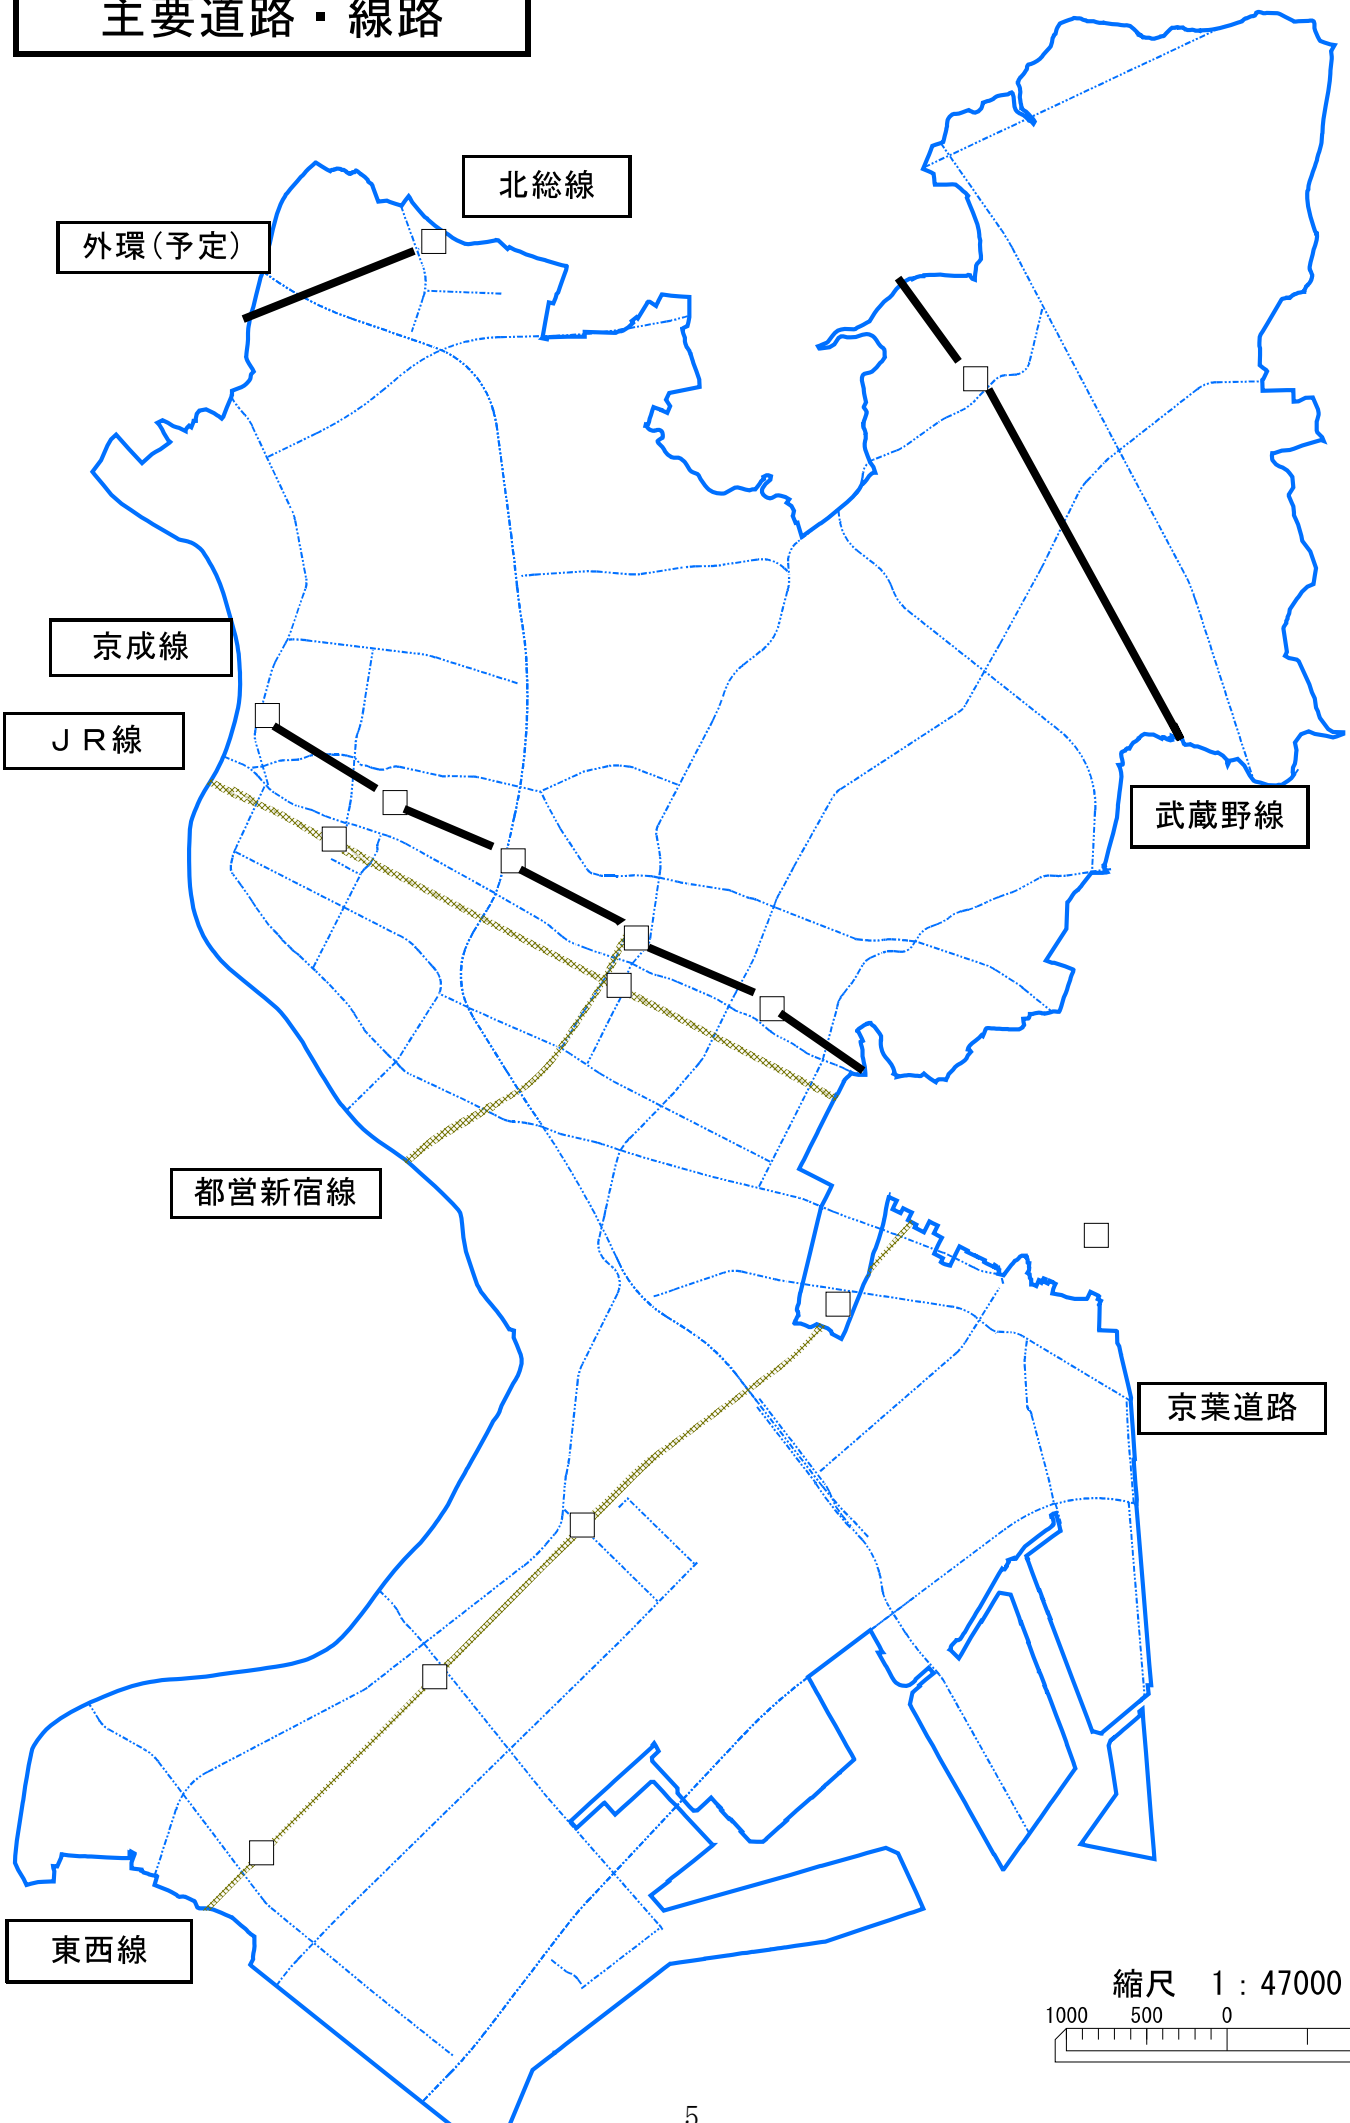 主要道路・線路
北総線
外環(予定)
京成線
ＪＲ線
武蔵野線
都営新宿線
京葉道路
東西線
縮尺　1：47000
1000 500 0
5